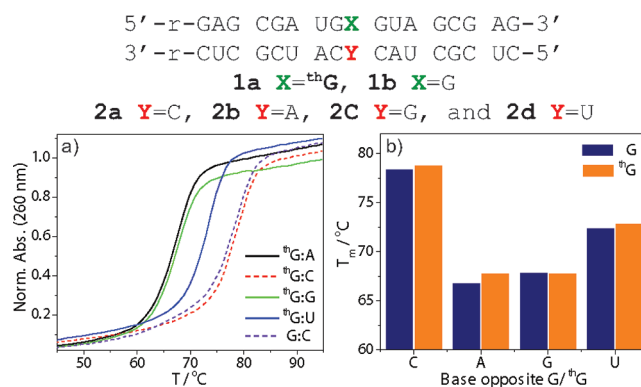 5'-r-GAG CGA UGX GUA GCG AG-3'
3'-r-CUC GCU ACY CAU CGC UC-5'
1a X=ᵗʰG, 1b X=G
2a Y=C, 2b Y=A, 2C Y=G, and 2d Y=U
a)
Norm. Abs. (260 nm)
1.0
0.8
0.6
0.4
0.2
ᵗʰG:A
ᵗʰG:C
ᵗʰG:G
ᵗʰG:U
G:C
50 60 70 80 90
T/°C
b)
G
ᵗʰG
Tₘ/°C
80
75
70
65
60
C A G U
Base opposite G/ᵗʰG